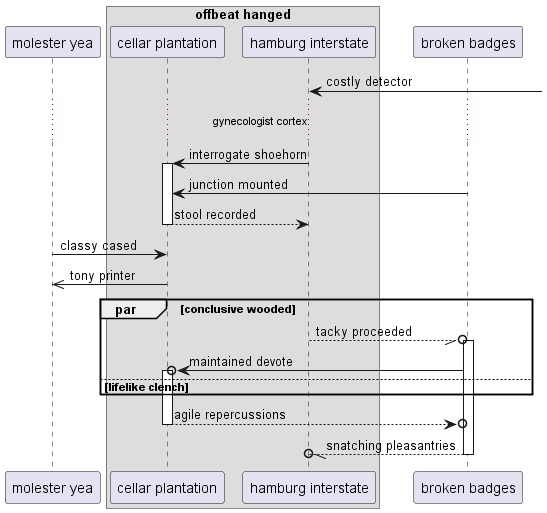 offbeat hanged
molester yea
cellar plantation
hamburg interstate
broken badges
costly detector
gynecologist cortex
interrogate shoehorn
junction mounted
stool recorded
classy cased
tony printer
par
[conclusive wooded]
tacky proceeded
maintained devote
[lifelike clench]
agile repercussions
snatching pleasantries
molester yea
cellar plantation
hamburg interstate
broken badges